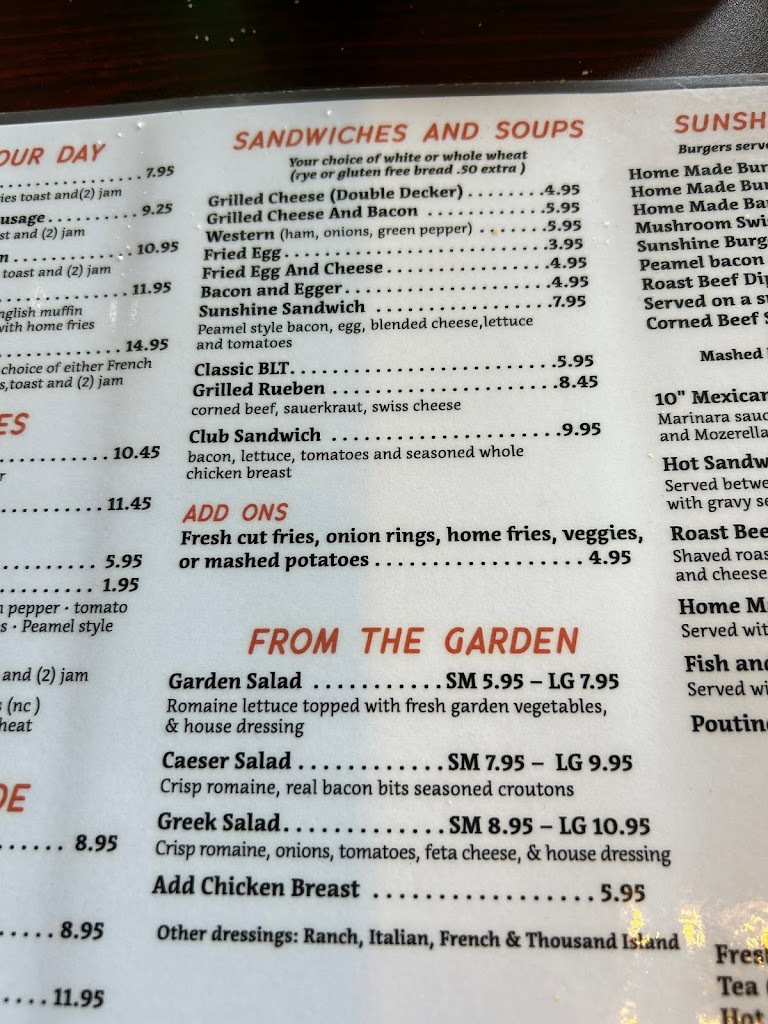 OUR DAY
7.95
ies toast and(2) jam
usage 9.25
st and (2) jam
n 10.95
toast and (2) jam
11.95
nglish muffin
with home fries
14.95
choice of either French
s,toast and (2) jam
ES
10.45
r
11.45
5.95
1.95
n pepper · tomato
s · Peamel style
and (2) jam
s (nc )
heat
DE
8.95
8.95
11.95
SANDWICHES AND SOUPS
Your choice of white or whole wheat
(rye or gluten free bread .50 extra )
Grilled Cheese (Double Decker) ........4.95
Grilled Cheese And Bacon ...........5.95
Western (ham, onions, green pepper) .......5.95
Fried Egg..........................3.95
Fried Egg And Cheese................4.95
Bacon and Egger.....................4.95
Sunshine Sandwich .................7.95
Peamel style bacon, egg, blended cheese,lettuce
and tomatoes
Classic BLT.........................5.95
Grilled Rueben .....................8.45
corned beef, sauerkraut, swiss cheese
Club Sandwich .....................9.95
bacon, lettuce, tomatoes and seasoned whole
chicken breast
ADD ONS
Fresh cut fries, onion rings, home fries, veggies,
or mashed potatoes .................. 4.95
FROM THE GARDEN
Garden Salad ...........SM 5.95 – LG 7.95
Romaine lettuce topped with fresh garden vegetables,
& house dressing
Caeser Salad ............SM 7.95 – LG 9.95
Crisp romaine, real bacon bits seasoned croutons
Greek Salad.............SM 8.95 – LG 10.95
Crisp romaine, onions, tomatoes, feta cheese, & house dressing
Add Chicken Breast ..................5.95
Other dressings: Ranch, Italian, French & Thousand Island
SUNSH
Burgers serve
Home Made Bur
Home Made Bur
Home Made Ba
Mushroom Swi
Sunshine Burg
Peamel bacon
Roast Beef Dip
Served on a s
Corned Beef S
Mashed
10" Mexican
Marinara sauc
and Mozerella
Hot Sandw
Served betwe
with gravy se
Roast Bee
Shaved roas
and cheese
Home M
Served wit
Fish and
Served wi
Poutine
Fres
Tea (
Hot